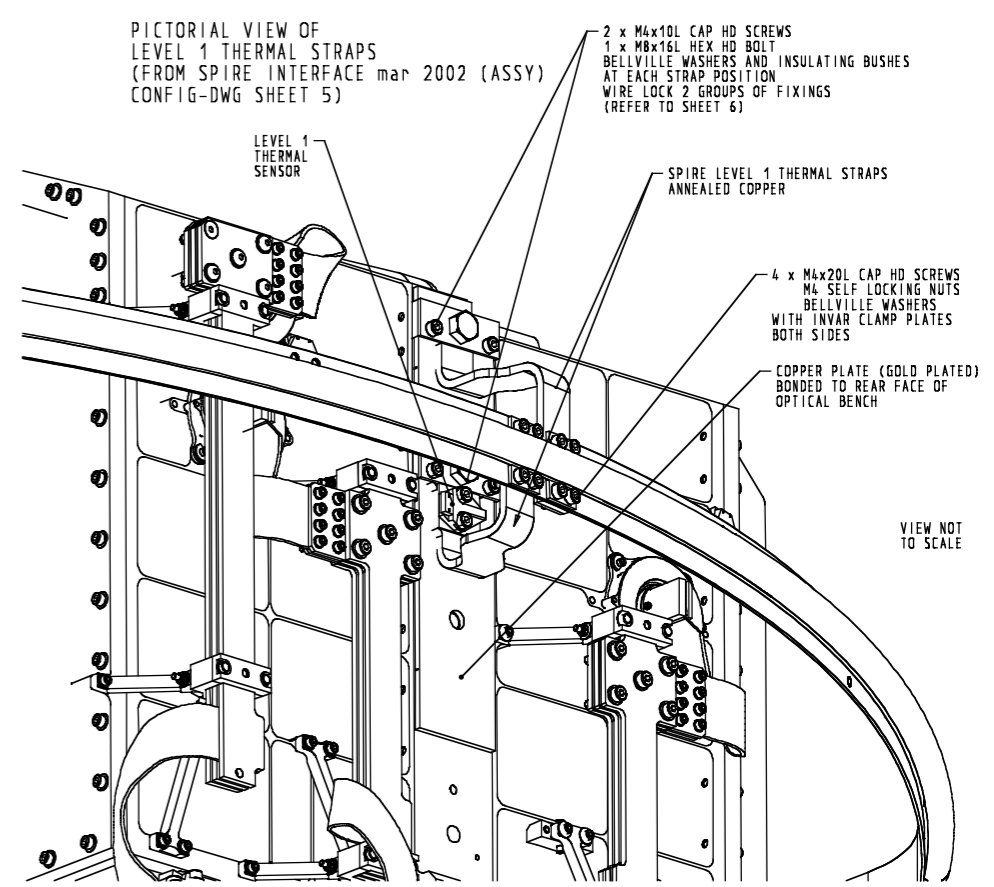 PICTORIAL VIEW OF
LEVEL 1 THERMAL STRAPS
(FROM SPIRE INTERFACE mar 2002 (ASSY)
CONFIG-DWG SHEET 5)
2 x M4x10L CAP HD SCREWS
1 x M8x16L HEX HD BOLT
BELLVILLE WASHERS AND INSULATING BUSHES
AT EACH STRAP POSITION
WIRE LOCK 2 GROUPS OF FIXINGS
(REFER TO SHEET 6)
LEVEL 1
THERMAL
SENSOR
SPIRE LEVEL 1 THERMAL STRAPS
ANNEALED COPPER
4 x M4x20L CAP HD SCREWS
M4 SELF LOCKING NUTS
BELLVILLE WASHERS
WITH INVAR CLAMP PLATES
BOTH SIDES
COPPER PLATE (GOLD PLATED)
BONDED TO REAR FACE OF
OPTICAL BENCH
VIEW NOT
TO SCALE